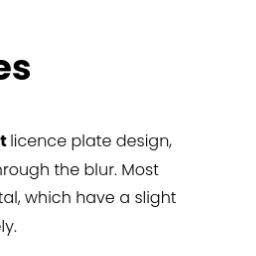 es
t licence plate design,
hrough the blur. Most
tal, which have a slight
ly.